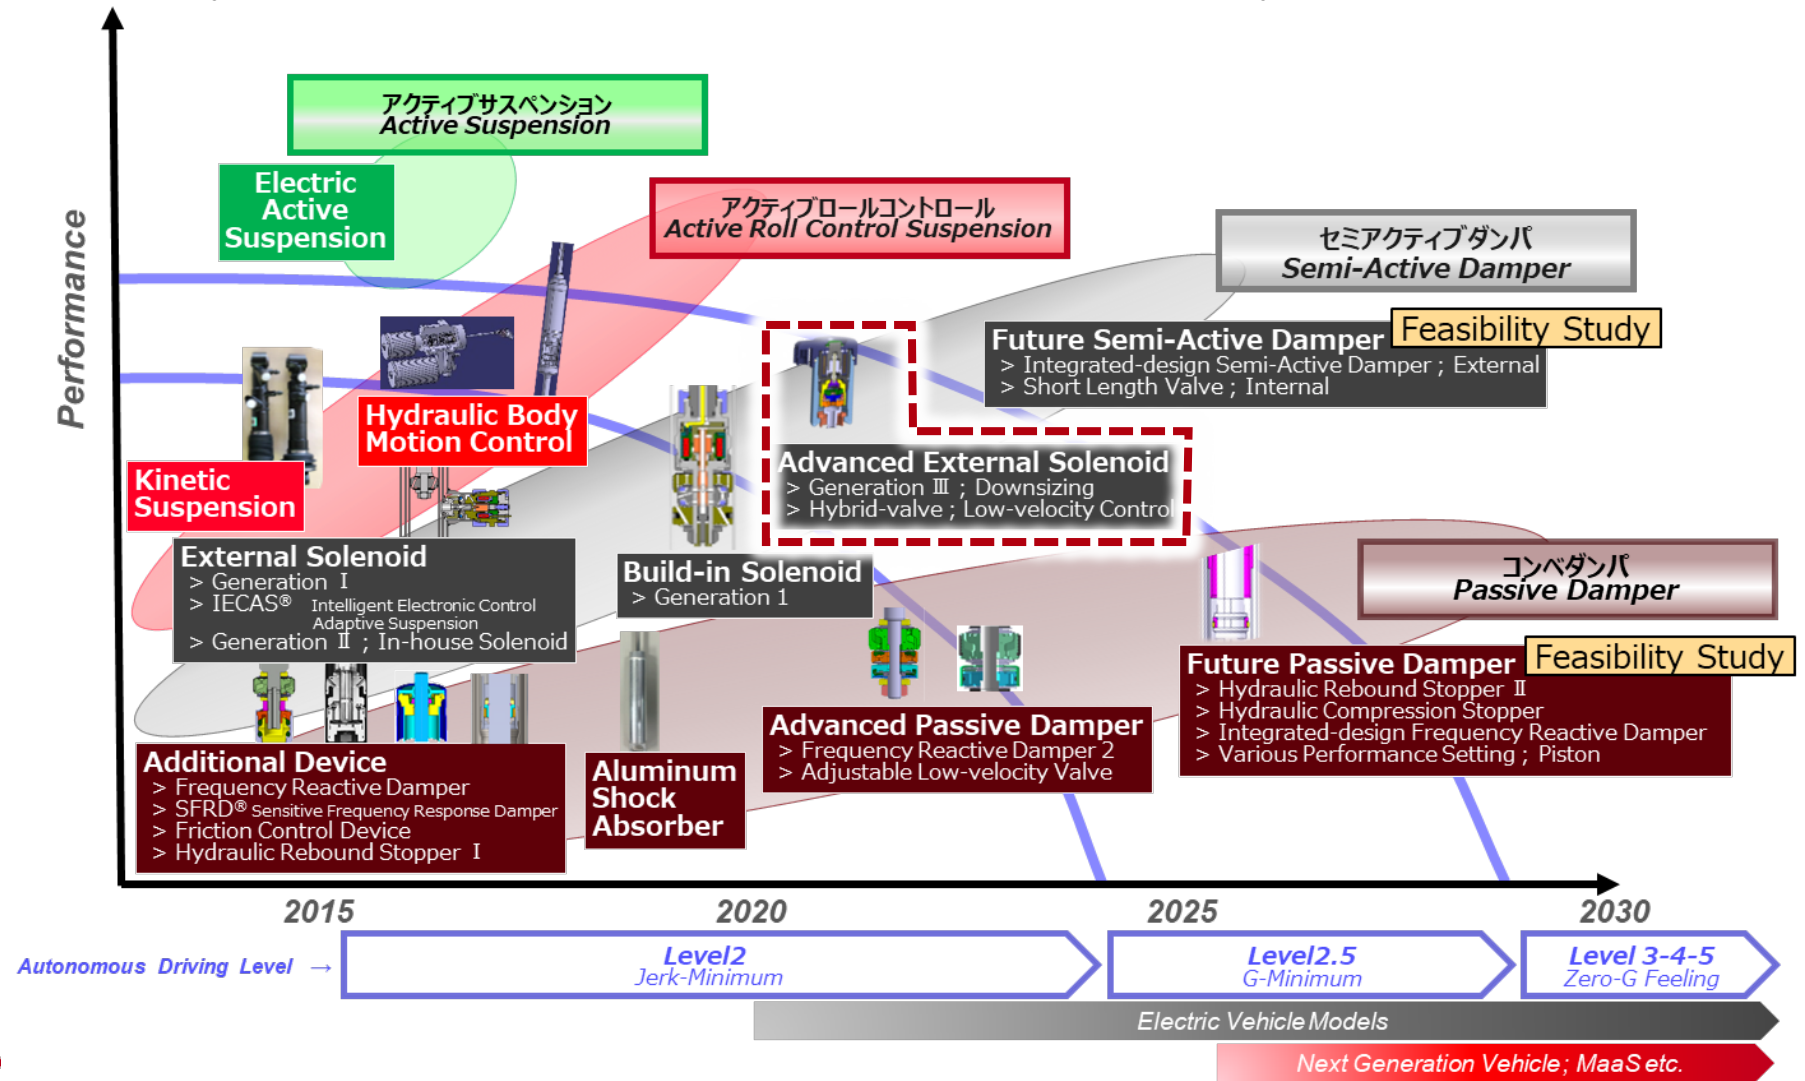 Performance
アクティブサスペンション
Active Suspension
Electric
Active
Suspension
アクティブロールコントロール
Active Roll Control Suspension
セミアクティブダンパ
Semi-Active Damper
Future Semi-Active Damper
> Integrated-design Semi-Active Damper ; External
> Short Length Valve ; Internal
Feasibility Study
Hydraulic Body
Motion Control
Kinetic
Suspension
Advanced External Solenoid
> Generation Ⅲ ; Downsizing
> Hybrid-valve ; Low-velocity Control
External Solenoid
> Generation Ⅰ
> IECAS® Intelligent Electronic Control
Adaptive Suspension
> Generation Ⅱ ; In-house Solenoid
Build-in Solenoid
> Generation 1
コンベダンパ
Passive Damper
Future Passive Damper
> Hydraulic Rebound Stopper Ⅱ
> Hydraulic Compression Stopper
> Integrated-design Frequency Reactive Damper
> Various Performance Setting ; Piston
Feasibility Study
Advanced Passive Damper
> Frequency Reactive Damper 2
> Adjustable Low-velocity Valve
Additional Device
> Frequency Reactive Damper
> SFRD® Sensitive Frequency Response Damper
> Friction Control Device
> Hydraulic Rebound Stopper Ⅰ
Aluminum
Shock
Absorber
2015
2020
2025
2030
Autonomous Driving Level →
Level2
Jerk-Minimum
Level2.5
G-Minimum
Level 3-4-5
Zero-G Feeling
Electric Vehicle Models
Next Generation Vehicle ; MaaS etc.